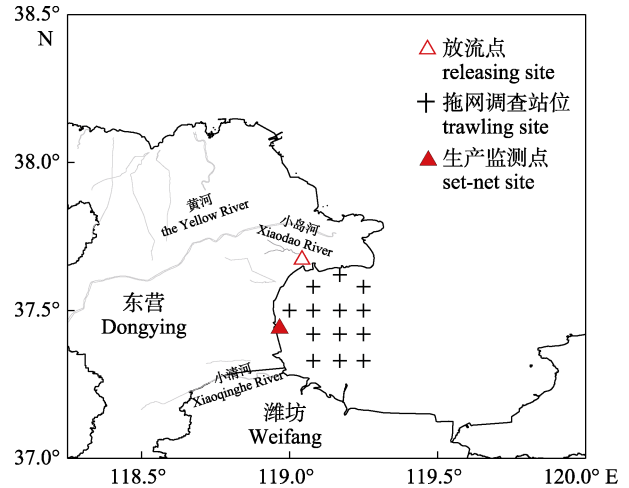 38.5°
N
放流点
releasing site
拖网调查站位
trawling site
生产监测点
set-net site
38.0°
黄河
the Yellow River
小岛河
Xiaodao River
37.5°
东营
Dongying
小清河
Xiaoqinghe River
潍坊
Weifang
37.0°
118.5° 119.0° 119.5° 120.0° E